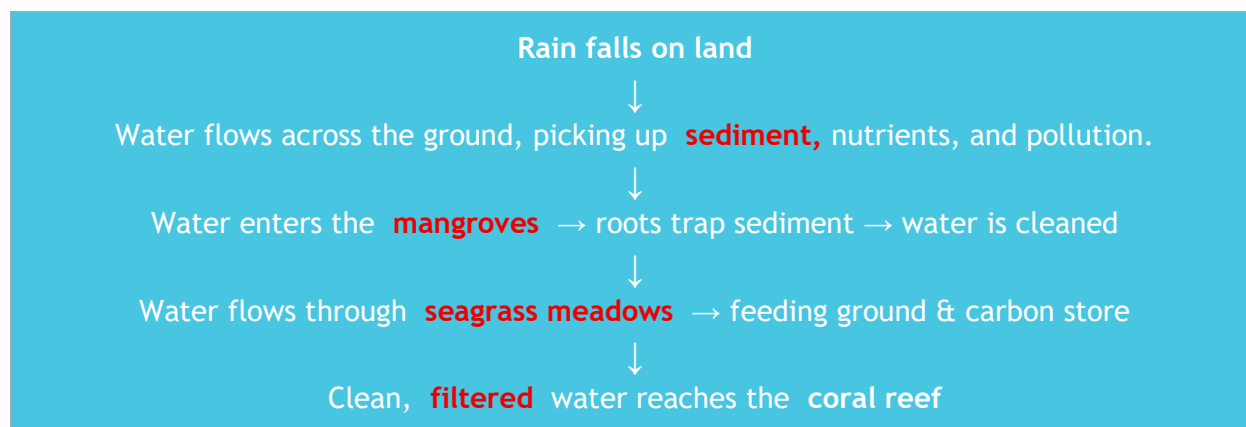 Rain falls on land
↓
Water flows across the ground, picking up sediment, nutrients, and pollution.
↓
Water enters the mangroves → roots trap sediment → water is cleaned
↓
Water flows through seagrass meadows → feeding ground & carbon store
↓
Clean, filtered water reaches the coral reef